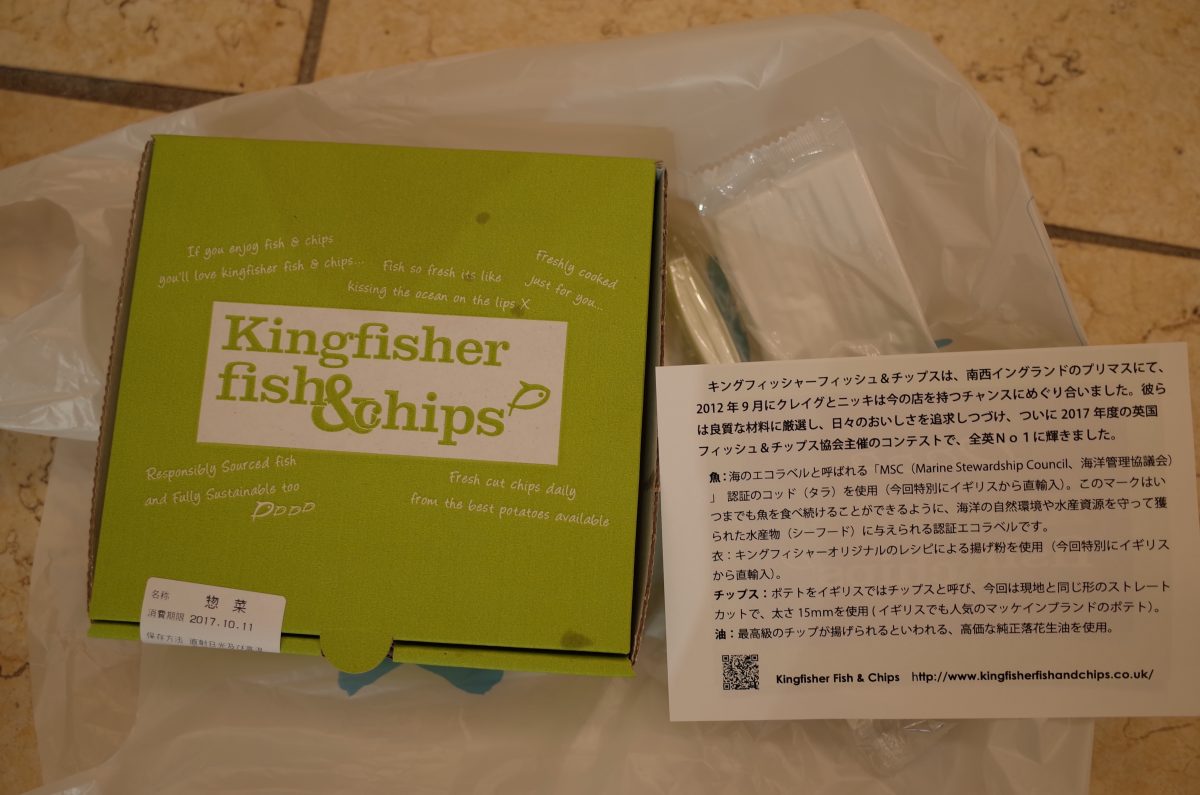 If you enjoy fish & chips
you'll love kingfisher fish & chips...
Fish so fresh its like
kissing the ocean on the lips X
Freshly cooked
just for you...
Kingfisher
fish&chips
Responsibly Sourced fish
and Fully Sustainable too
Fresh cut chips daily
from the best potatoes available
名称 惣菜
消費期限 2017.10.11
保存方法 直射日光及び高温
キングフィッシャーフィッシュ&チップスは、南西イングランドのプリマスにて、
2012年9月にクレイグとニッキは今の店を持つチャンスにめぐり合いました。彼ら
は良質な材料に厳選し、日々のおいしさを追求しつづけ、ついに2017年度の英国
フィッシュ&チップス協会主催のコンテストで、全英No1に輝きました。
魚:海のエコラベルと呼ばれる「MSC(Marine Stewardship Council、海洋管理協議会)
」 認証のコッド(タラ)を使用(今回特別にイギリスから直輸入)。このマークはい
つまでも魚を食べ続けることができるように、海洋の自然環境や水産資源を守って獲
られた水産物(シーフード)に与えられる認証エコラベルです。
衣:キングフィシャーオリジナルのレシピによる揚げ粉を使用(今回特別にイギリス
から直輸入)。
チップス:ポテトをイギリスではチップスと呼び、今回は現地と同じ形のストレート
カットで、太さ15mmを使用(イギリスでも人気のマッケインブランドのポテト)。
油:最高級のチップが揚げられるといわれる、高価な純正落花生油を使用。
Kingfisher Fish & Chips http://www.kingfisherfishandchips.co.uk/